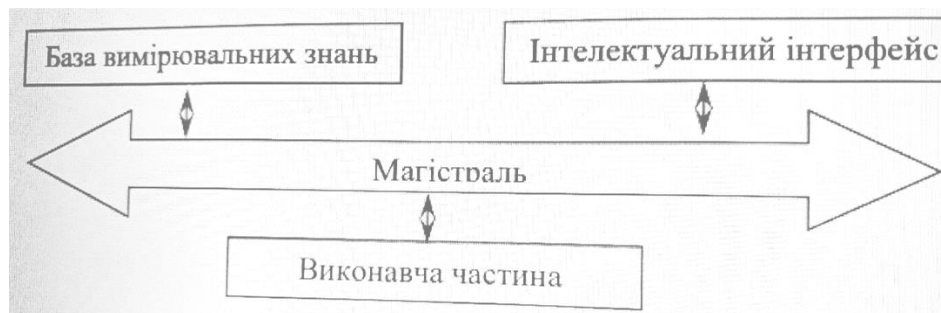 База вимірювальних знань
Інтелектуальний інтерфейс
Магістраль
Виконавча частина